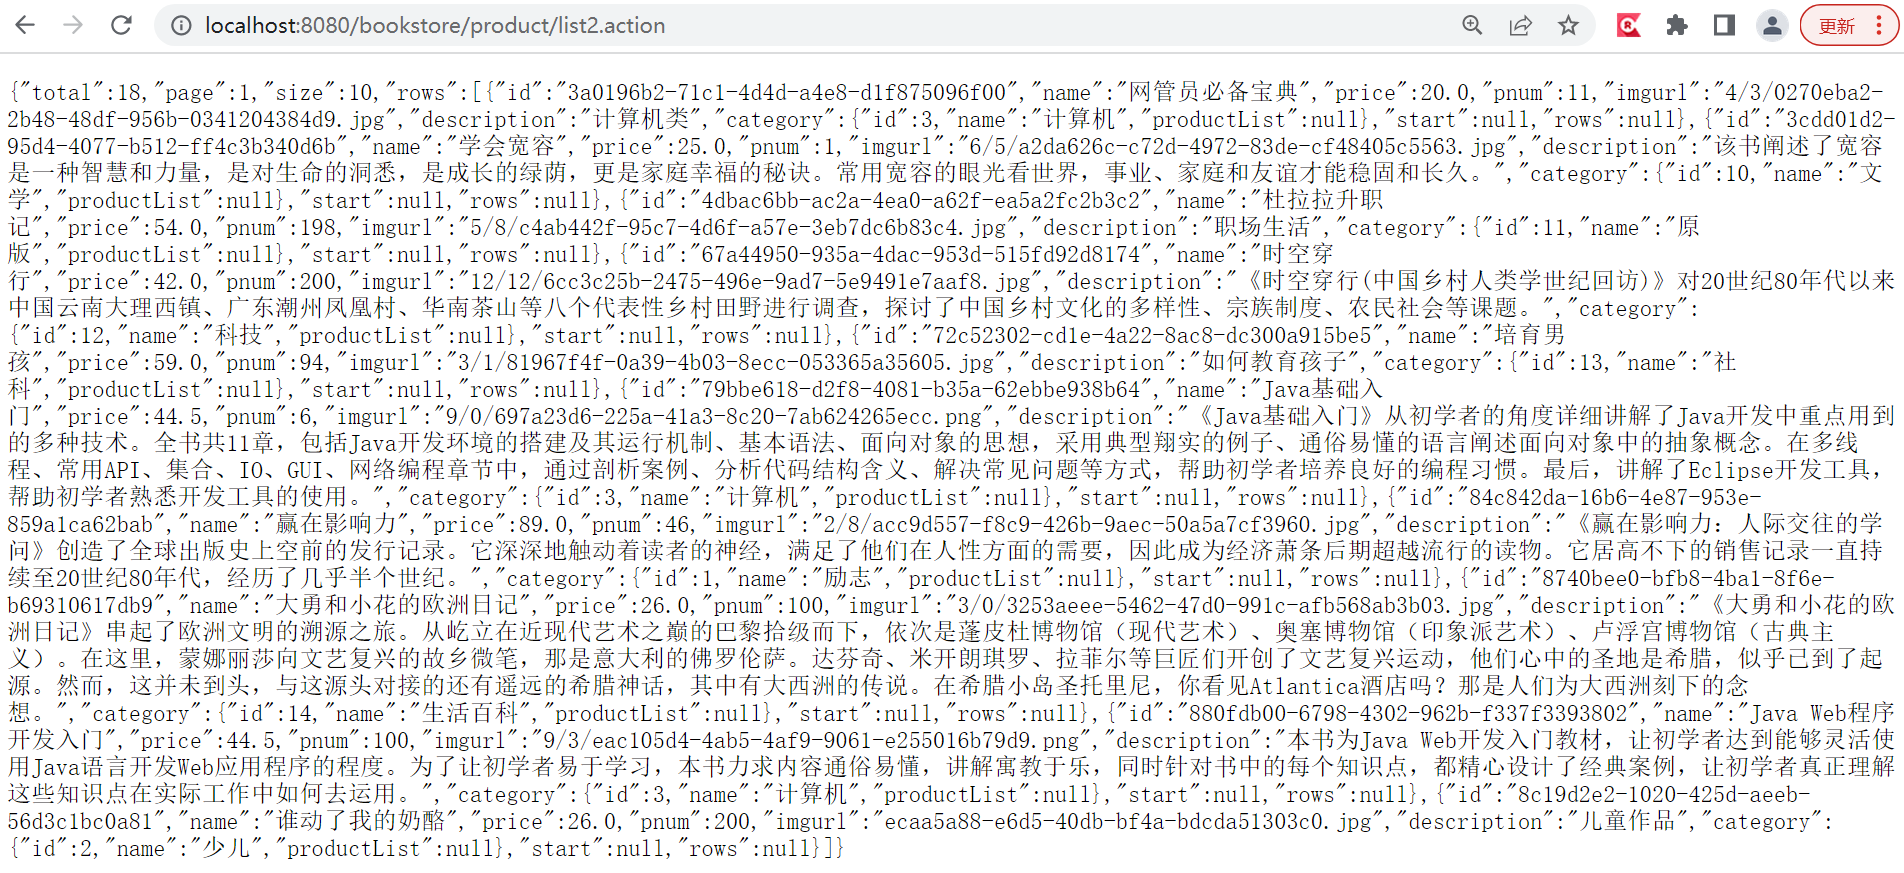 localhost:8080/bookstore/product/list2.action
更新
{"total":18,"page":1,"size":10,"rows":[{"id":"3a0196b2-71c1-4d4d-a4e8-d1f875096f00","name":"网管员必备宝典","price":20.0,"pnum":11,"imgurl":"4/3/0270eba2-
2b48-48df-956b-0341204384d9.jpg","description":"计算机类","category":{"id":3,"name":"计算机","productList":null},"start":null,"rows":null},{"id":"3cdd01d2-
95d4-4077-b512-ff4c3b340d6b","name":"学会宽容","price":25.0,"pnum":1,"imgurl":"6/5/a2da626c-c72d-4972-83de-cf48405c5563.jpg","description":"该书阐述了宽容
是一种智慧和力量，是对生命的洞悉，是成长的绿荫，更是家庭幸福的秘诀。常用宽容的眼光看世界，事业、家庭和友谊才能稳固和长久。","category":{"id":10,"name":"文
学","productList":null},"start":null,"rows":null},{"id":"4dbac6bb-ac2a-4ea0-a62f-ea5a2fc2b3c2","name":"杜拉拉升职
记","price":54.0,"pnum":198,"imgurl":"5/8/c4ab442f-95c7-4d6f-a57e-3eb7dc6b83c4.jpg","description":"职场生活","category":{"id":11,"name":"原
版","productList":null},"start":null,"rows":null},{"id":"67a44950-935a-4dac-953d-515fd92d8174","name":"时空穿
行","price":42.0,"pnum":200,"imgurl":"12/12/6cc3c25b-2475-496e-9ad7-5e9491e7aaf8.jpg","description":"《时空穿行(中国乡村人类学世纪回访)》对20世纪80年代以来
中国云南大理西镇、广东潮州凤凰村、华南茶山等八个代表性乡村田野进行调查，探讨了中国乡村文化的多样性、宗族制度、农民社会等课题。","category":
{"id":12,"name":"科技","productList":null},"start":null,"rows":null},{"id":"72c52302-cd1e-4a22-8ac8-dc300a915be5","name":"培育男
孩","price":59.0,"pnum":94,"imgurl":"3/1/81967f4f-0a39-4b03-8ecc-053365a35605.jpg","description":"如何教育孩子","category":{"id":13,"name":"社
科","productList":null},"start":null,"rows":null},{"id":"79bbe618-d2f8-4081-b35a-62ebbe938b64","name":"Java基础入
门","price":44.5,"pnum":6,"imgurl":"9/0/697a23d6-225a-41a3-8c20-7ab624265ecc.png","description":"《Java基础入门》从初学者的角度详细讲解了Java开发中重点用到
的多种技术。全书共11章，包括Java开发环境的搭建及其运行机制、基本语法、面向对象的思想，采用典型翔实的例子、通俗易懂的语言阐述面向对象中的抽象概念。在多线
程、常用API、集合、IO、GUI、网络编程章节中，通过剖析案例、分析代码结构含义、解决常见问题等方式，帮助初学者培养良好的编程习惯。最后，讲解了Eclipse开发工具，
帮助初学者熟悉开发工具的使用。","category":{"id":3,"name":"计算机","productList":null},"start":null,"rows":null},{"id":"84c842da-16b6-4e87-953e-
859a1ca62bab","name":"赢在影响力","price":89.0,"pnum":46,"imgurl":"2/8/acc9d557-f8c9-426b-9aec-50a5a7cf3960.jpg","description":"《赢在影响力：人际交往的学
问》创造了全球出版史上空前的发行记录。它深深地触动着读者的神经，满足了他们在人性方面的需要，因此成为经济萧条后期超越流行的读物。它居高不下的销售记录一直持
续至20世纪80年代，经历了几乎半个世纪。","category":{"id":1,"name":"励志","productList":null},"start":null,"rows":null},{"id":"8740bee0-bfb8-4ba1-8f6e-
b69310617db9","name":"大勇和小花的欧洲日记","price":26.0,"pnum":100,"imgurl":"3/0/3253aeee-5462-47d0-991c-afb568ab3b03.jpg","description":"《大勇和小花的欧
洲日记》串起了欧洲文明的溯源之旅。从屹立在近现代艺术之巅的巴黎拾级而下，依次是蓬皮杜博物馆（现代艺术）、奥塞博物馆（印象派艺术）、卢浮宫博物馆（古典主
义）。在这里，蒙娜丽莎向文艺复兴的故乡微笑，那是意大利的佛罗伦萨。达芬奇、米开朗琪罗、拉菲尔等巨匠们开创了文艺复兴运动，他们心中的圣地是希腊，似乎已到了起
源。然而，这并未到头，与这源头对接的还有遥远的希腊神话，其中有大西洲的传说。在希腊小岛圣托里尼，你看见Atlantica酒店吗？那是人们为大西洲刻下的念
想。","category":{"id":14,"name":"生活百科","productList":null},"start":null,"rows":null},{"id":"880fdb00-6798-4302-962b-f337f3393802","name":"Java Web程序
开发入门","price":44.5,"pnum":100,"imgurl":"9/3/eac105d4-4ab5-4af9-9061-e255016b79d9.png","description":"本书为Java Web开发入门教材，让初学者达到能够灵活使
用Java语言开发Web应用程序的程度。为了让初学者易于学习，本书力求内容通俗易懂，讲解寓教于乐，同时针对书中的每个知识点，都精心设计了经典案例，让初学者真正理解
这些知识点在实际工作中如何去运用。","category":{"id":3,"name":"计算机","productList":null},"start":null,"rows":null},{"id":"8c19d2e2-1020-425d-aeeb-
56d3c1bc0a81","name":"谁动了我的奶酪","price":26.0,"pnum":200,"imgurl":"ecaa5a88-e6d5-40db-bf4a-bdcda51303c0.jpg","description":"儿童作品","category":
{"id":2,"name":"少儿","productList":null},"start":null,"rows":null}]}